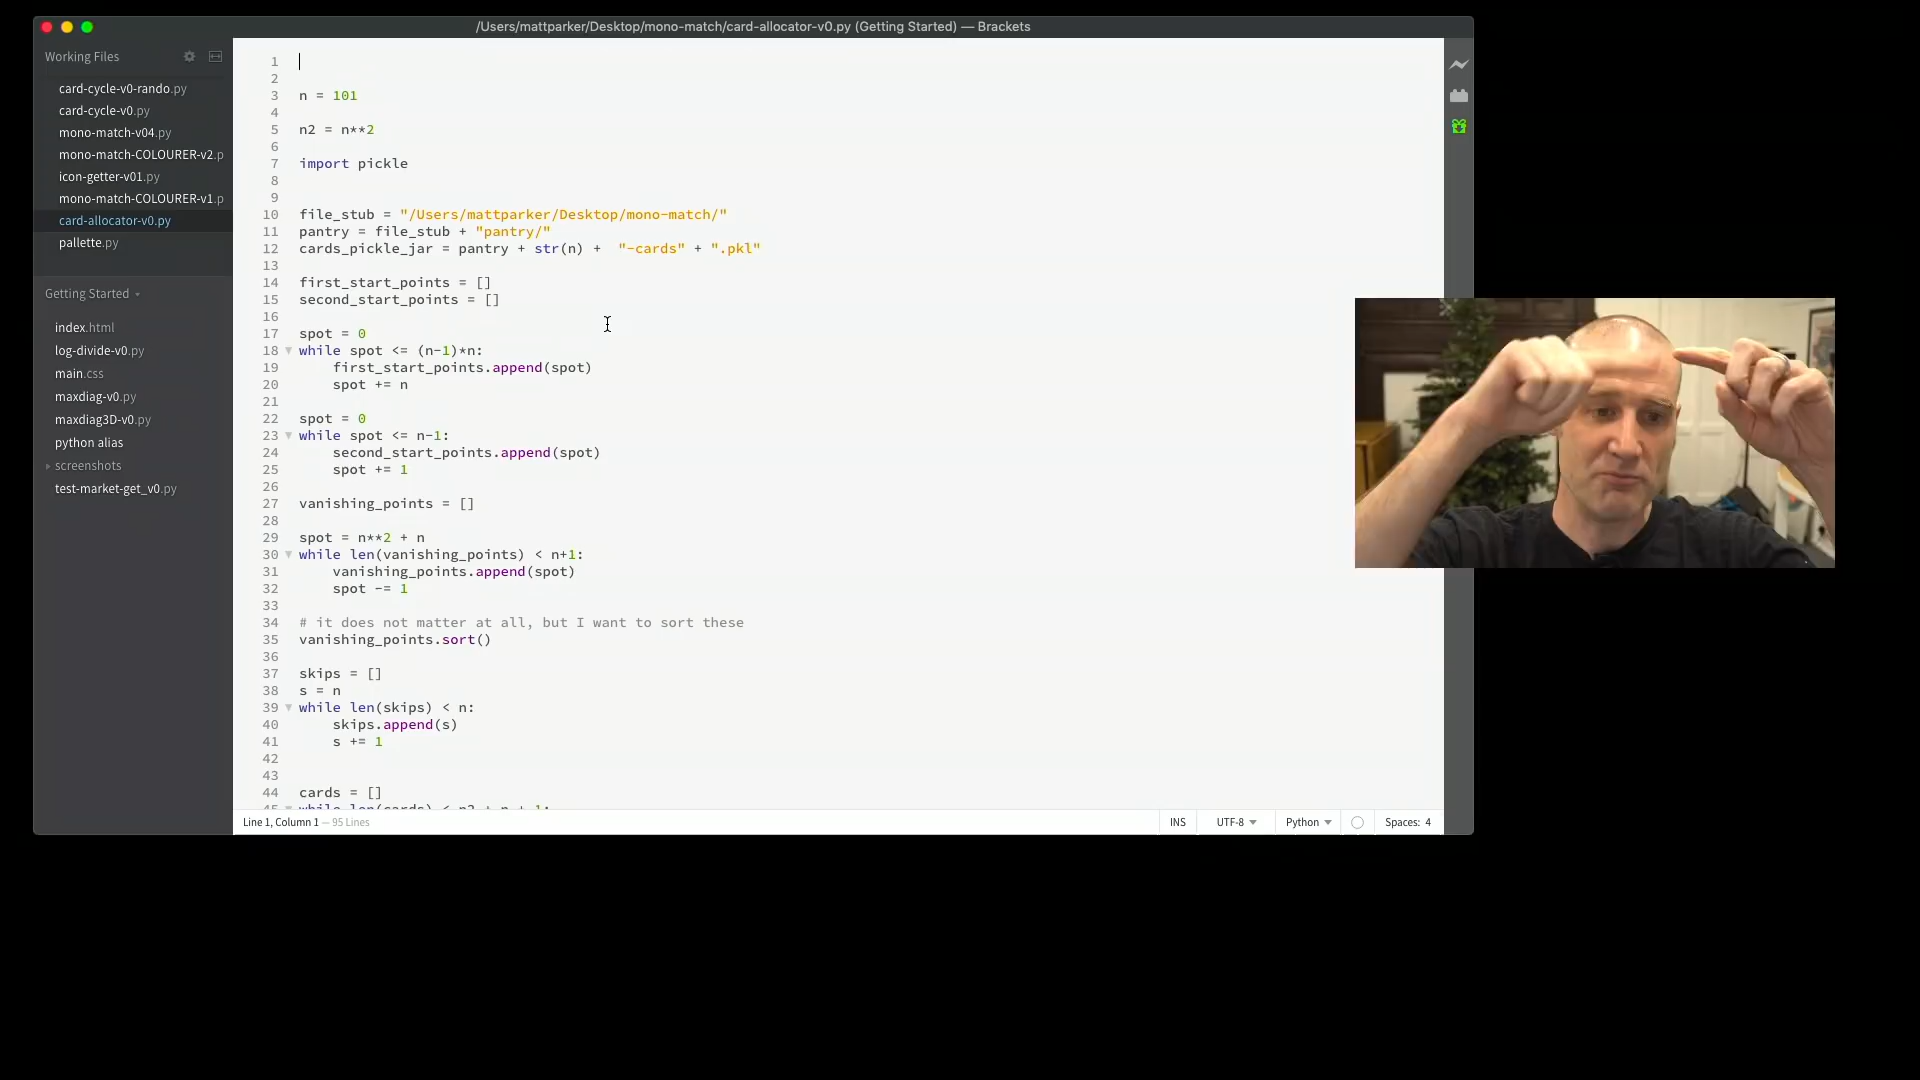 /Users/mattparker/Desktop/mono-match/card-allocator-v0.py (Getting Started) — Brackets
Working Files
card-cycle-v0-rando.py
card-cycle-v0.py
mono-match-v04.py
mono-match-COLOURER-v2.p
icon-getter-v01.py
mono-match-COLOURER-v1.p
card-allocator-v0.py
pallette.py
Getting Started
index.html
log-divide-v0.py
main.css
maxdiag-v0.py
maxdiag3D-v0.py
python alias
screenshots
test-market-get_v0.py
1
2
3 n = 101
4
5 n2 = n**2
6
7 import pickle
8
9
10 file_stub = "/Users/mattparker/Desktop/mono-match/"
11 pantry = file_stub + "pantry/"
12 cards_pickle_jar = pantry + str(n) +  "-cards" + ".pkl"
13
14 first_start_points = []
15 second_start_points = []
16
17 spot = 0
18 while spot <= (n-1)*n:
19     first_start_points.append(spot)
20     spot += n
21
22 spot = 0
23 while spot <= n-1:
24     second_start_points.append(spot)
25     spot += 1
26
27 vanishing_points = []
28
29 spot = n**2 + n
30 while len(vanishing_points) < n+1:
31     vanishing_points.append(spot)
32     spot -= 1
33
34 # it does not matter at all, but I want to sort these
35 vanishing_points.sort()
36
37 skips = []
38 s = n
39 while len(skips) < n:
40     skips.append(s)
41     s += 1
42
43
44 cards = []
45 while len(cards) < n2 + n + 1:
Line 1, Column 1 — 95 Lines
INS UTF-8 Python Spaces: 4